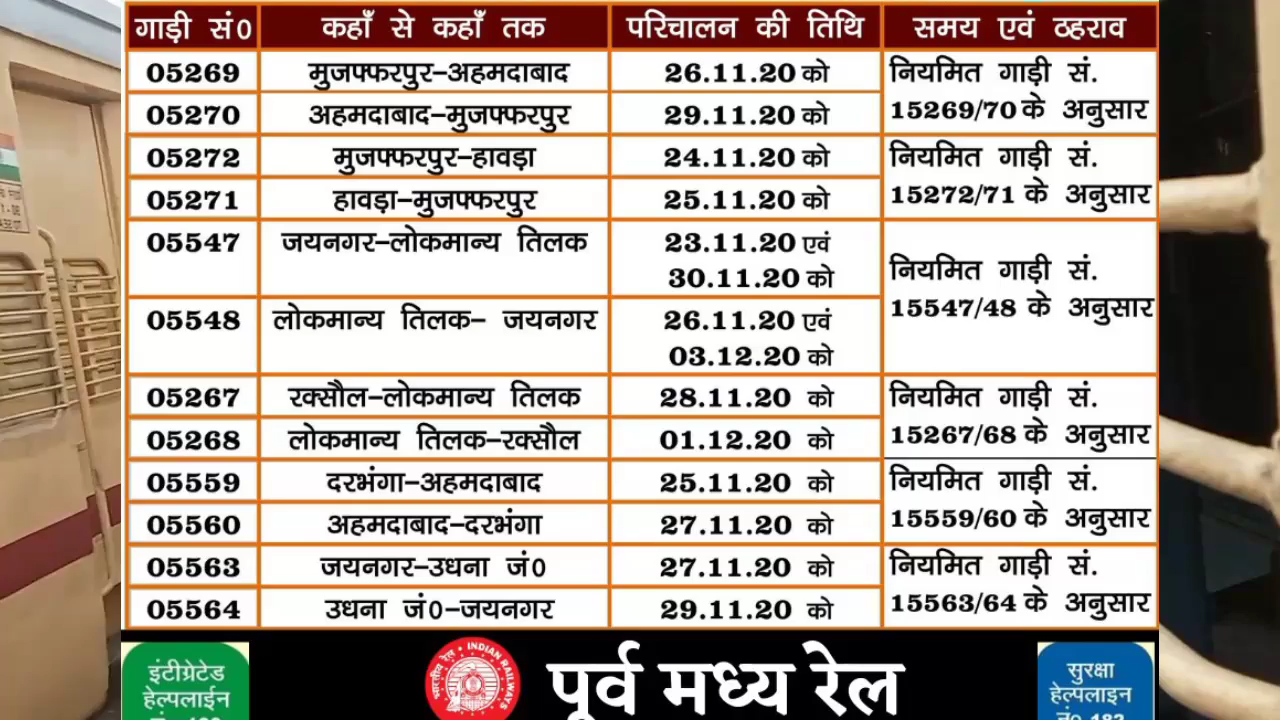 गाड़ी सं0 कहाँ से कहाँ तक परिचालन की तिथि समय एवं ठहराव
05269 मुजफ्फरपुर–अहमदाबाद 26.11.20 को नियमित गाड़ी सं.
05270 अहमदाबाद–मुजफ्फरपुर 29.11.20 को 15269/70 के अनुसार
05272 मुजफ्फरपुर–हावड़ा 24.11.20 को नियमित गाड़ी सं.
05271 हावड़ा–मुजफ्फरपुर 25.11.20 को 15272/71 के अनुसार
05547 जयनगर–लोकमान्य तिलक 23.11.20 एवं
30.11.20 को नियमित गाड़ी सं.
05548 लोकमान्य तिलक– जयनगर 26.11.20 एवं 15547/48 के अनुसार
03.12.20 को
05267 रक्सौल–लोकमान्य तिलक 28.11.20 को नियमित गाड़ी सं.
05268 लोकमान्य तिलक–रक्सौल 01.12.20 को 15267/68 के अनुसार
05559 दरभंगा–अहमदाबाद 25.11.20 को नियमित गाड़ी सं.
05560 अहमदाबाद–दरभंगा 27.11.20 को 15559/60 के अनुसार
05563 जयनगर–उधना जं0 27.11.20 को नियमित गाड़ी सं.
05564 उधना जं0–जयनगर 29.11.20 को 15563/64 के अनुसार
इंटीग्रेटेड
हेल्पलाईन
भारतीय रेल INDIAN RAILWAYS
पूर्व मध्य रेल
सुरक्षा
हेल्पलाइन
नं0 182